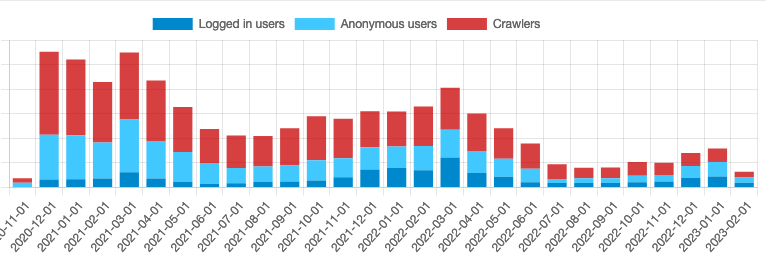 Logged in users Anonymous users Crawlers
0-11-01 2020-12-01 2021-01-01 2021-02-01 2021-03-01 2021-04-01 2021-05-01 2021-06-01 2021-07-01 2021-08-01 2021-09-01 2021-10-01 2021-11-01 2021-12-01 2022-01-01 2022-02-01 2022-03-01 2022-04-01 2022-05-01 2022-06-01 2022-07-01 2022-08-01 2022-09-01 2022-10-01 2022-11-01 2022-12-01 2023-01-01 2023-02-01